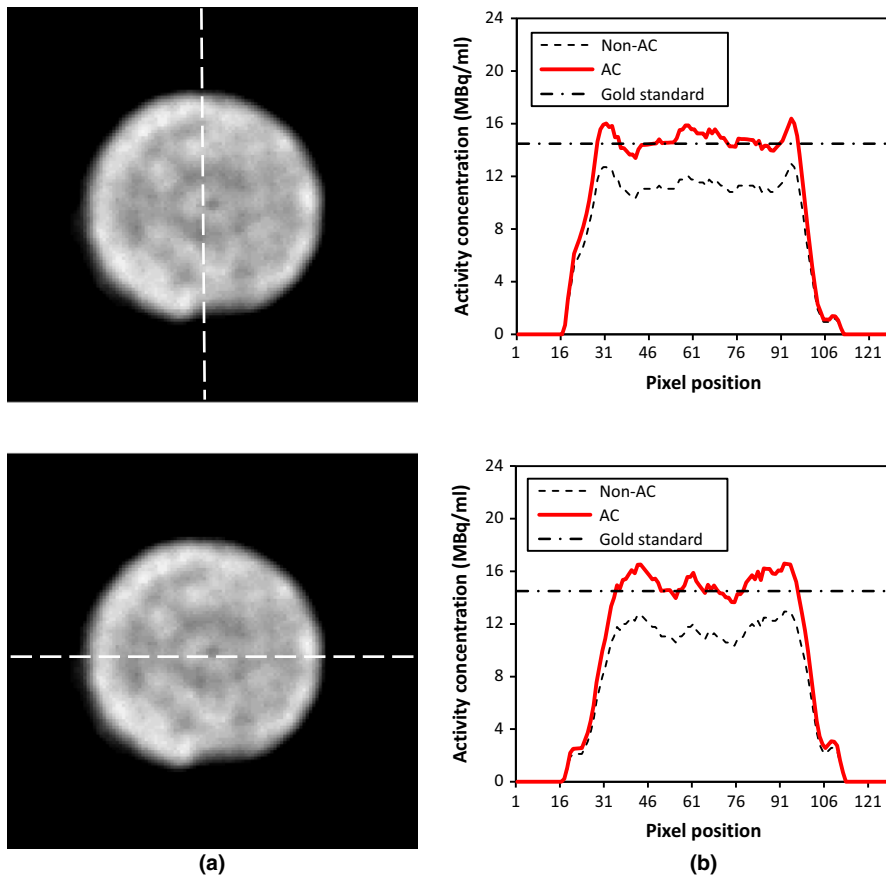 24
20
16
12
8
4
0
Activity concentration (MBq/ml)
Non-AC
AC
Gold standard
1 16 31 46 61 76 91 106 121
Pixel position
24
20
16
12
8
4
0
Activity concentration (MBq/ml)
Non-AC
AC
Gold standard
1 16 31 46 61 76 91 106 121
Pixel position
(a) (b)